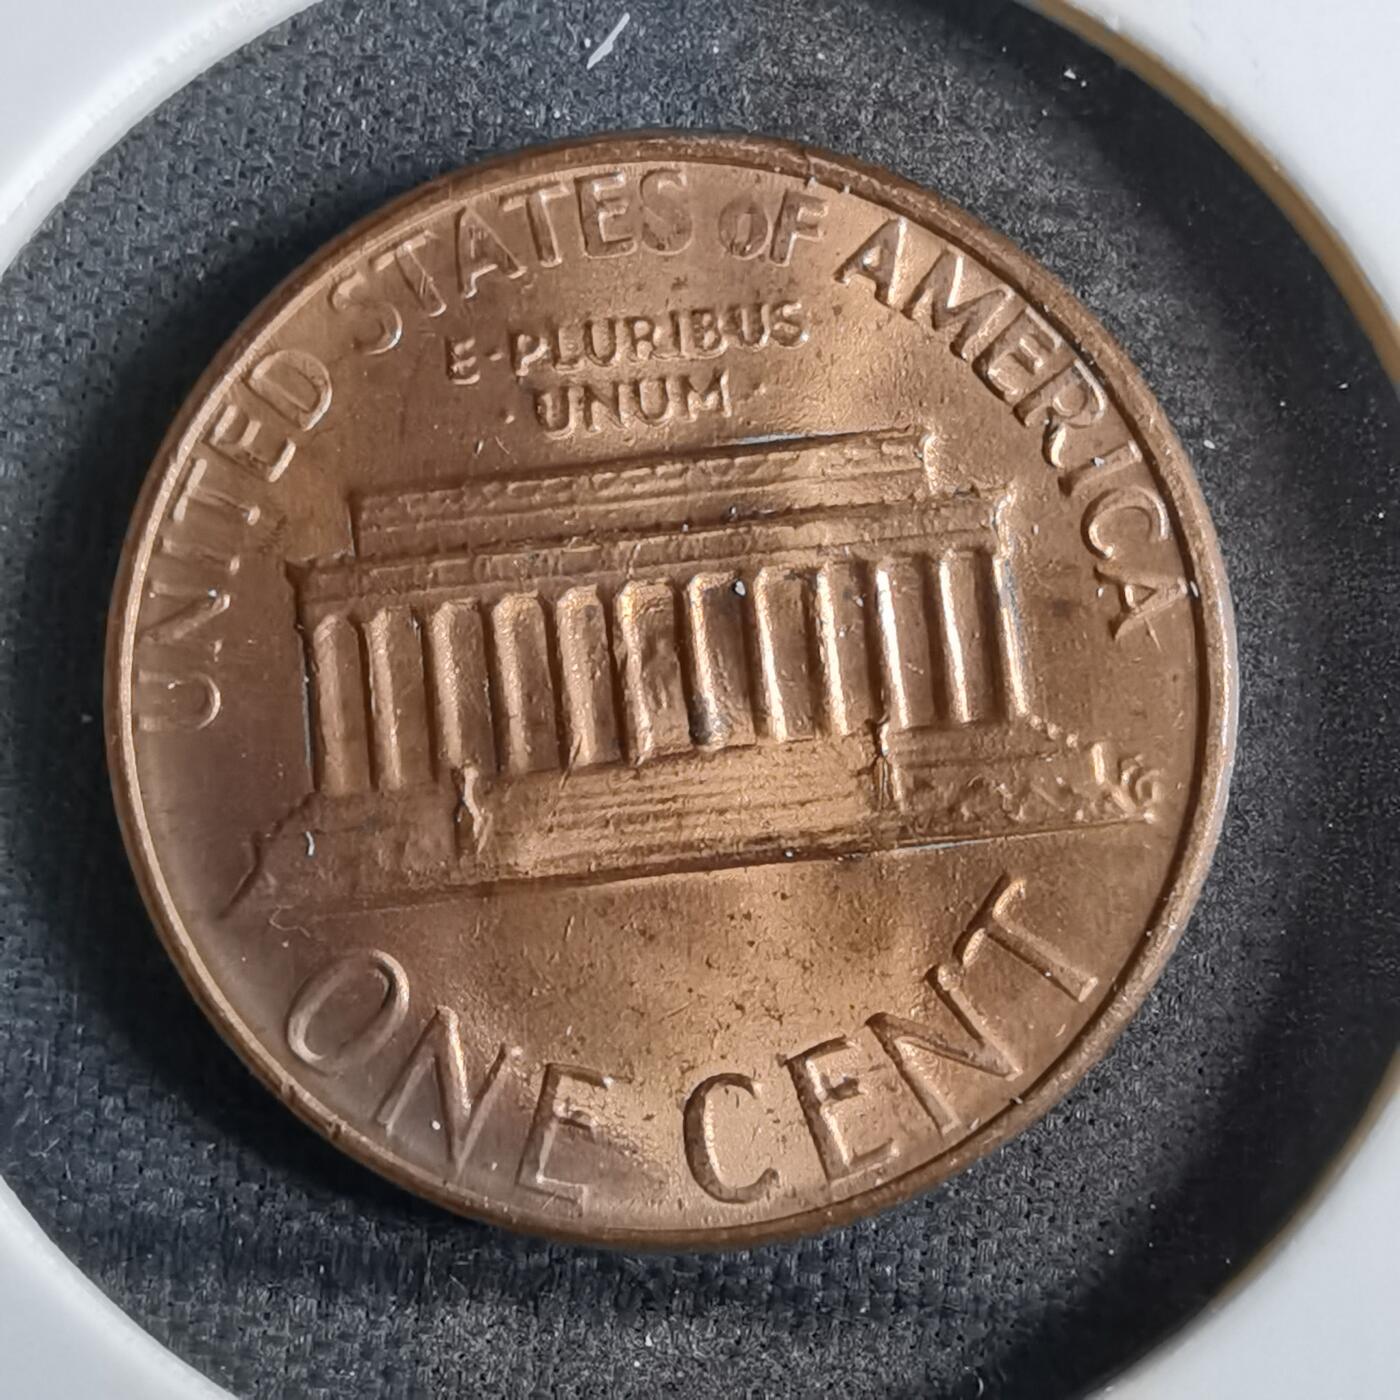 UNITED STATES OF AMERICA
E·PLURIBUS
·UNUM·
ONE CENT